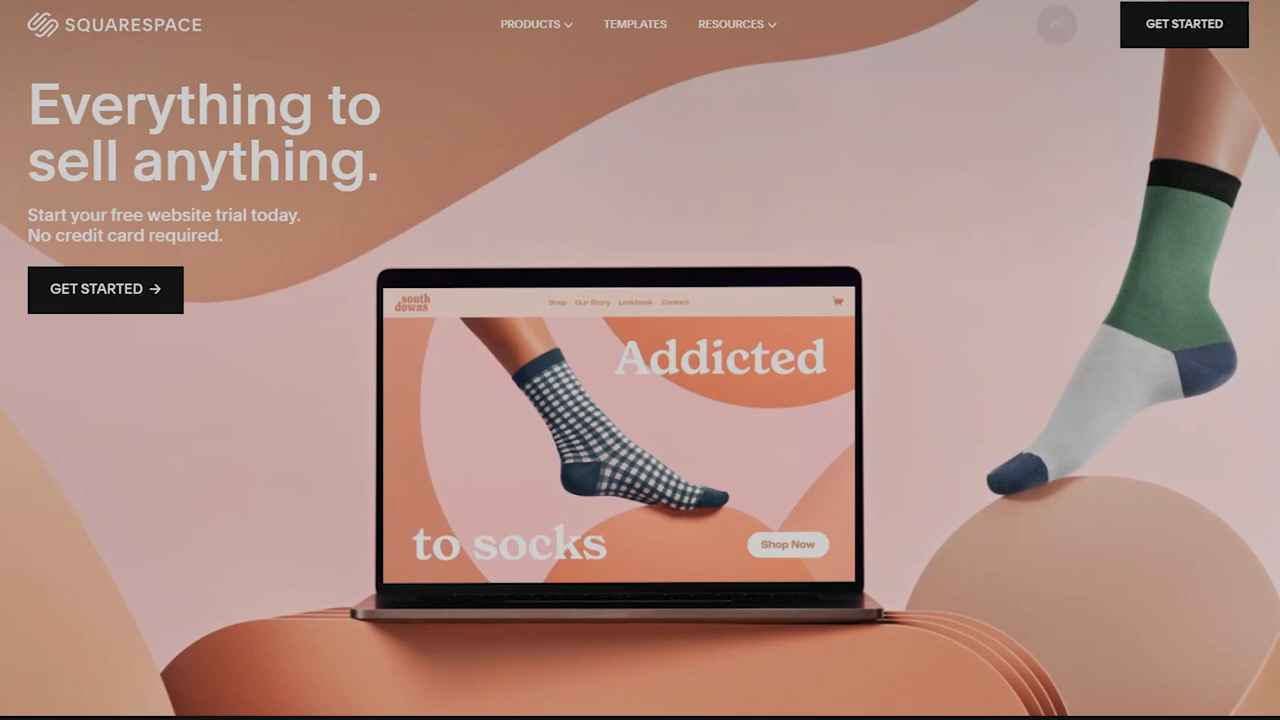 SQUARESPACE
PRODUCTS
TEMPLATES
RESOURCES
PF
GET STARTED
Everything to
sell anything.
Start your free website trial today.
No credit card required.
GET STARTED →
south
downs
Shop
Our Story
Lookbook
Contact
Addicted
to socks
Shop Now